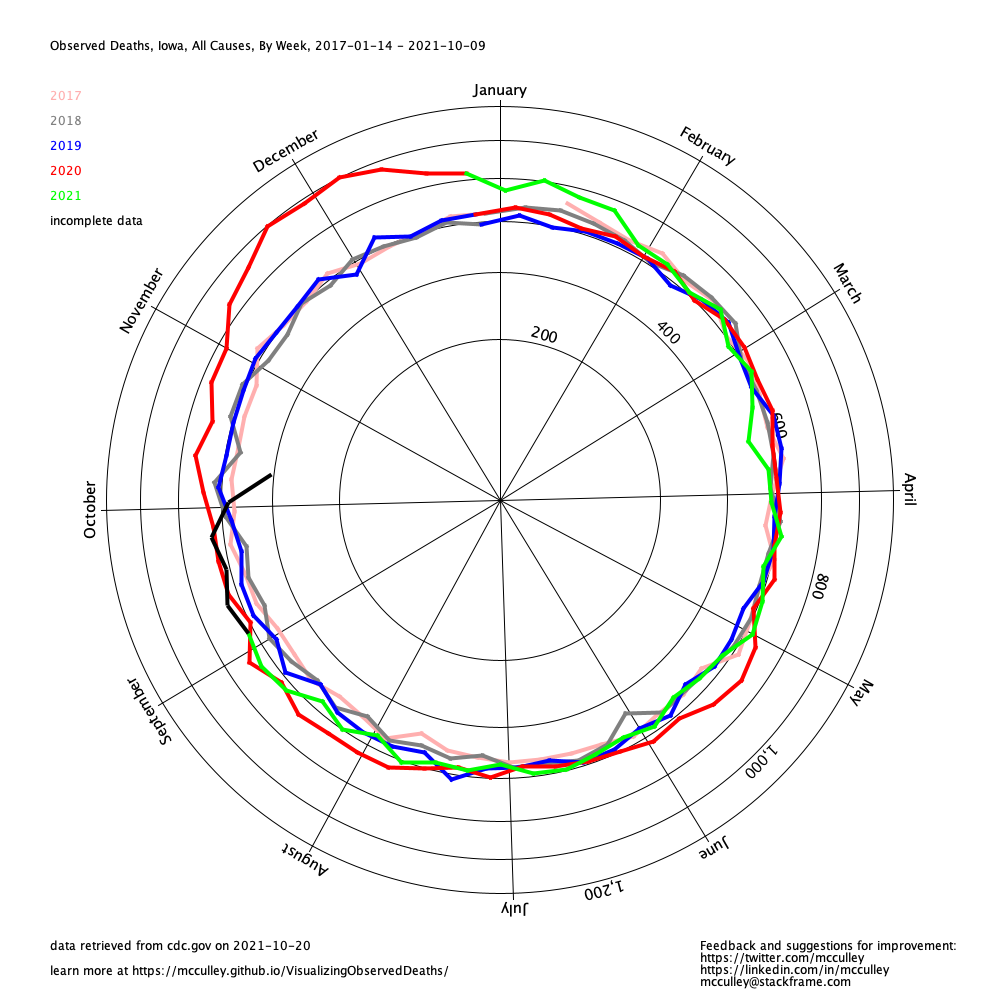 Observed Deaths, Iowa, All Causes, By Week, 2017-01-14 - 2021-10-09
2017
2018
2019
2020
2021
incomplete data
January
February
March
April
May
June
July
August
September
October
November
December
200
400
600
800
1,000
1,200
data retrieved from cdc.gov on 2021-10-20
learn more at https://mcculley.github.io/VisualizingObservedDeaths/
Feedback and suggestions for improvement:
https://twitter.com/mcculley
https://linkedin.com/in/mcculley
mcculley@stackframe.com